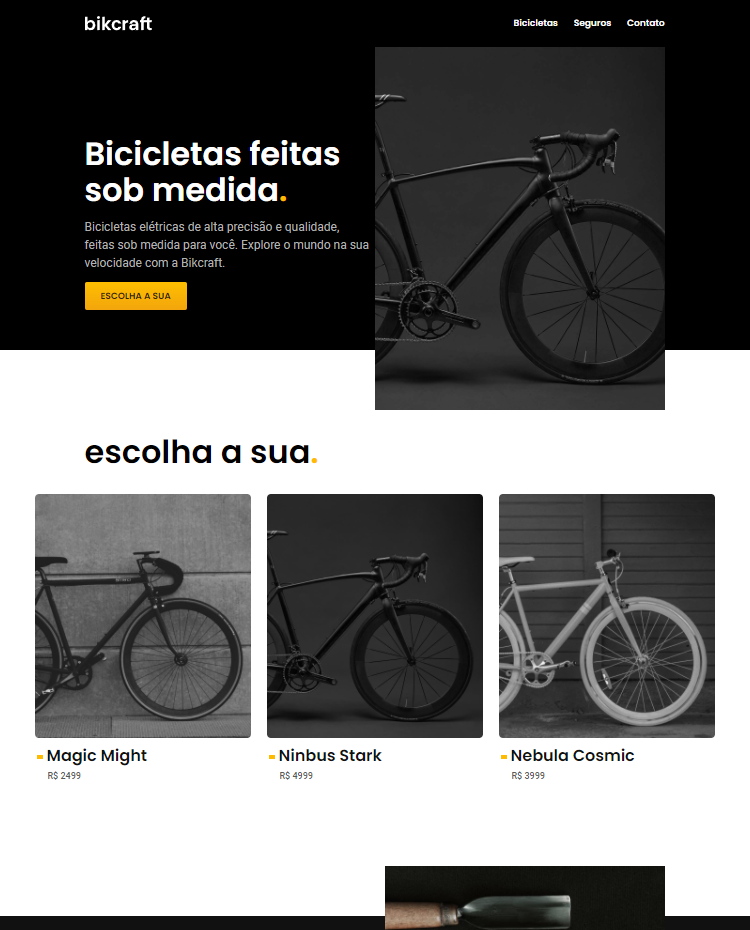 bikcraft
Bicicletas Seguros Contato
Bicicletas feitas
sob medida.
Bicicletas elétricas de alta precisão e qualidade,
feitas sob medida para você. Explore o mundo na sua
velocidade com a Bikcraft.
ESCOLHA A SUA
escolha a sua.
Magic Might
R$ 2499
Ninbus Stark
R$ 4999
Nebula Cosmic
R$ 3999